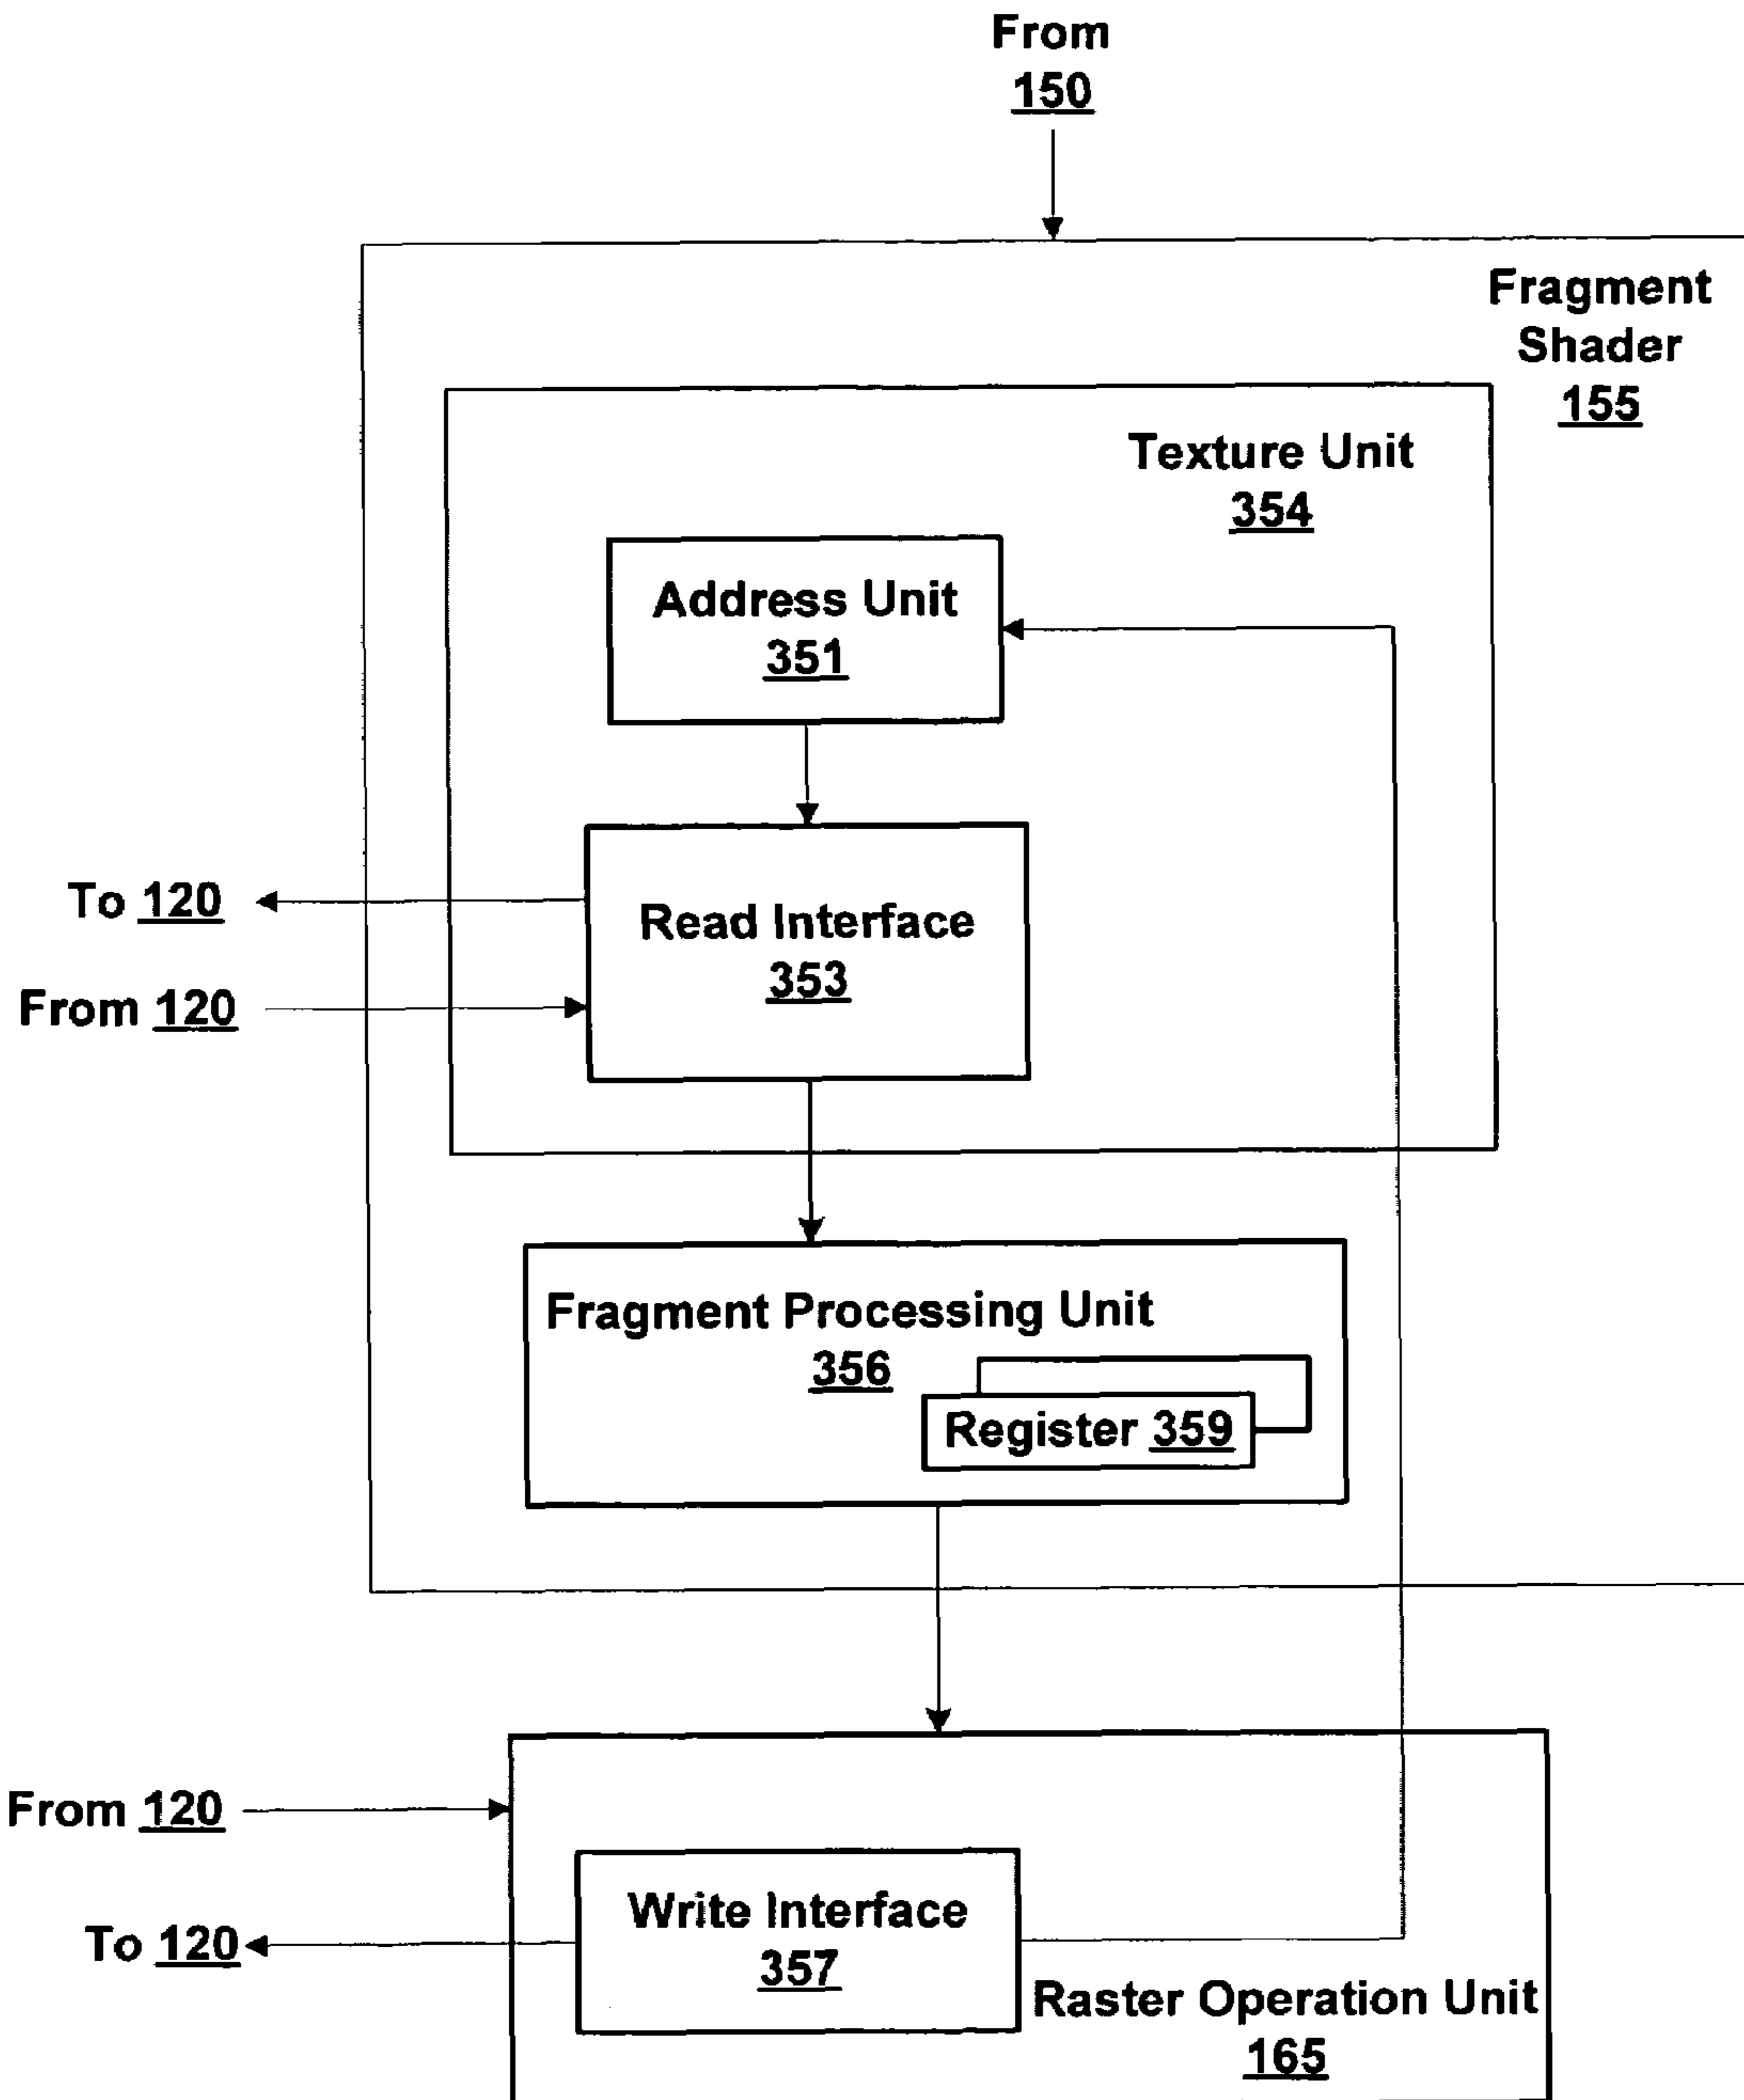 From
150
Fragment
Shader
155
Texture Unit
354
Address Unit
351
To 120
Read Interface
353
From 120
Fragment Processing Unit
356
Register 359
From 120
Write Interface
357
To 120
Raster Operation Unit
165